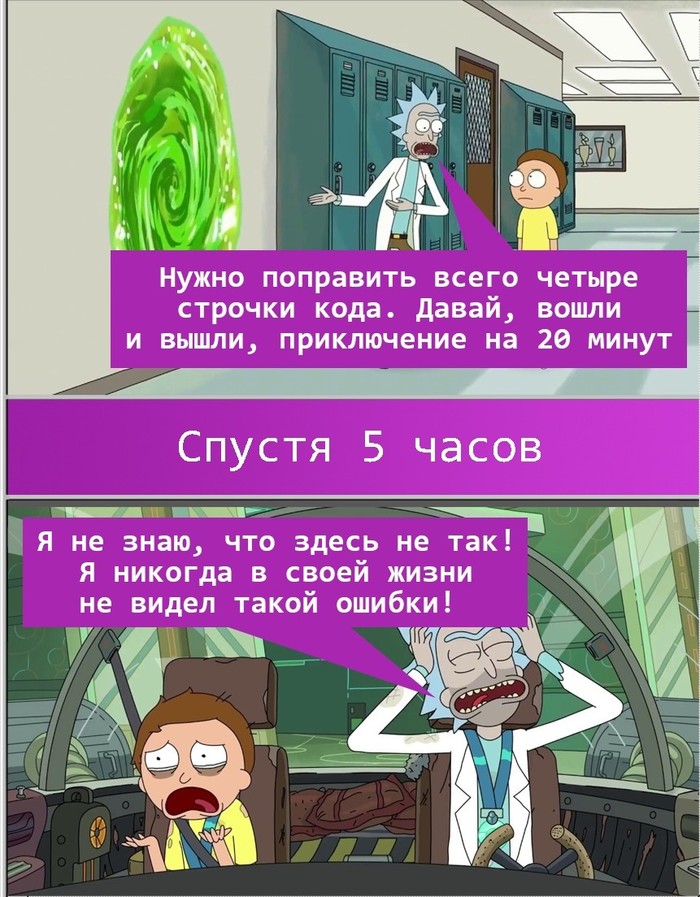 Нужно поправить всего четыре
строчки кода. Давай, вошли
и вышли, приключение на 20 минут
Спустя 5 часов
Я не знаю, что здесь не так!
Я никогда в своей жизни
не видел такой ошибки!